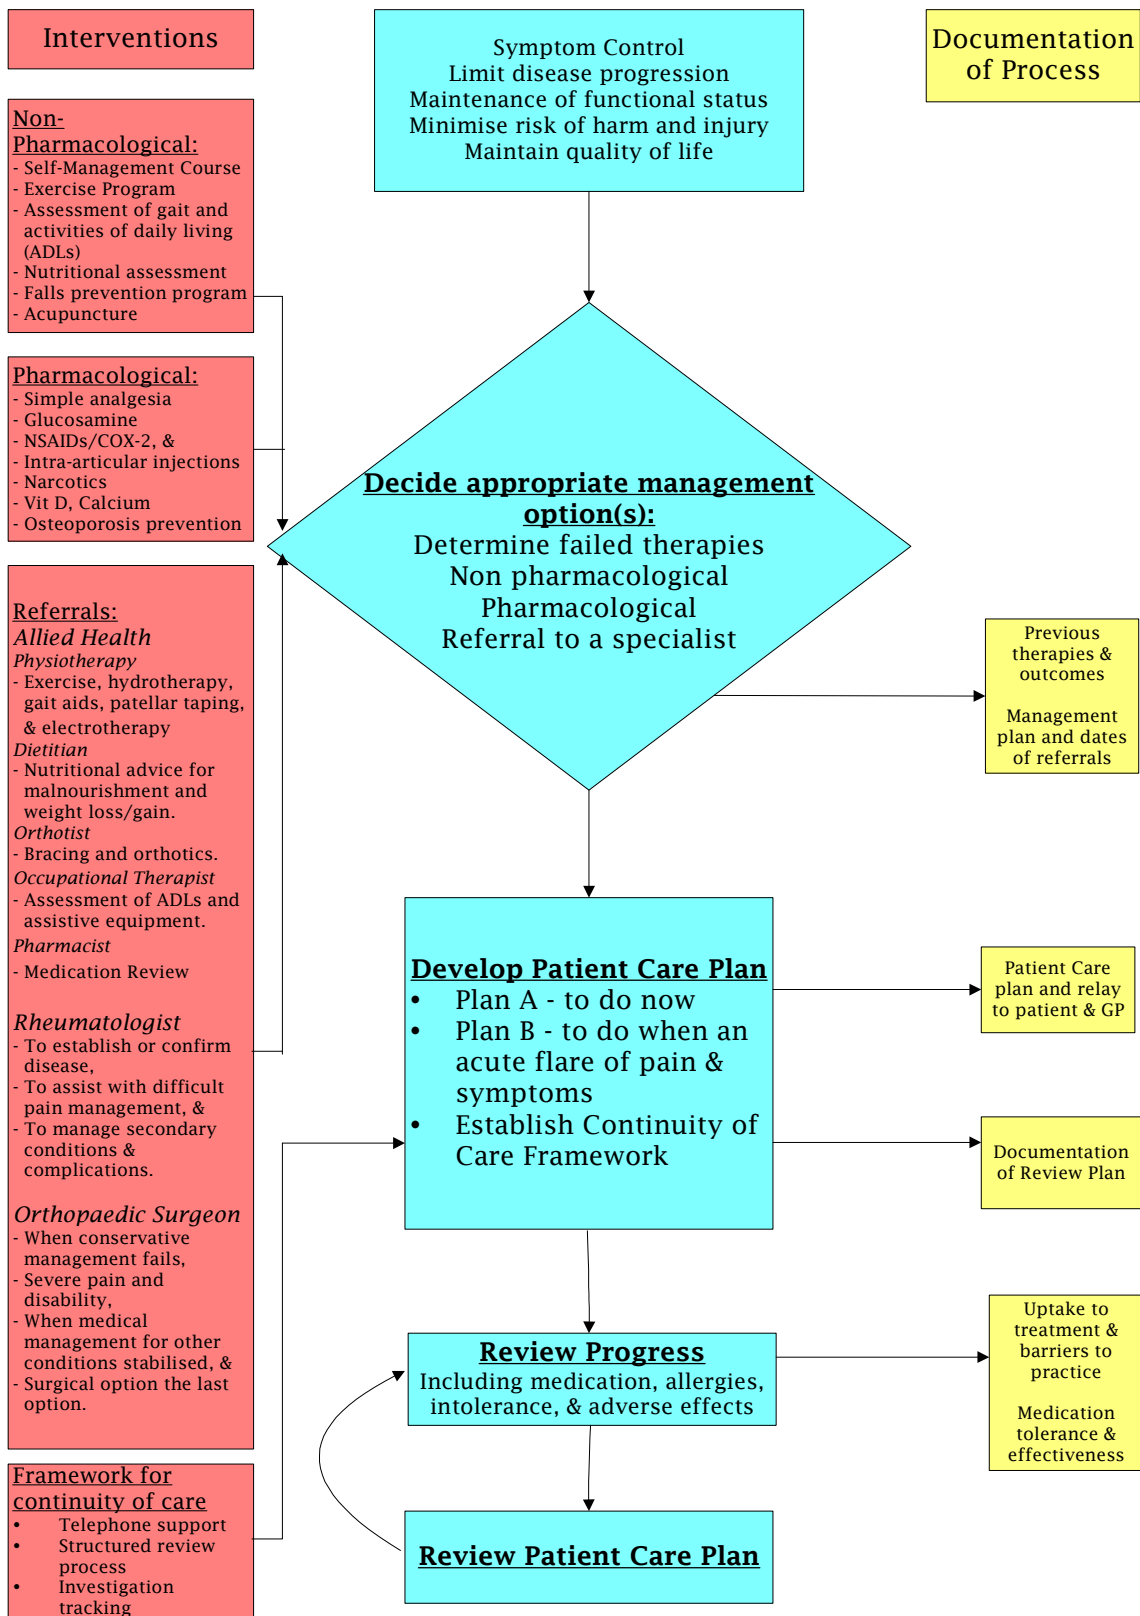 Interventions
Non-
Pharmacological:
- Self-Management Course
- Exercise Program
- Assessment of gait and
activities of daily living
(ADLs)
- Nutritional assessment
- Falls prevention program
- Acupuncture
Pharmacological:
- Simple analgesia
- Glucosamine
- NSAIDs/COX-2, &
- Intra-articular injections
- Narcotics
- Vit D, Calcium
- Osteoporosis prevention
Referrals:
Allied Health
Physiotherapy
- Exercise, hydrotherapy,
gait aids, patellar taping,
& electrotherapy
Dietitian
- Nutritional advice for
malnourishment and
weight loss/gain.
Orthotist
- Bracing and orthotics.
Occupational Therapist
- Assessment of ADLs and
assistive equipment.
Pharmacist
- Medication Review
Rheumatologist
- To establish or confirm
disease,
- To assist with difficult
pain management, &
- To manage secondary
conditions &
complications.
Orthopaedic Surgeon
- When conservative
management fails,
- Severe pain and
disability,
- When medical
management for other
conditions stabilised, &
- Surgical option the last
option.
Framework for
continuity of care
• Telephone support
• Structured review
process
• Investigation
tracking
Symptom Control
Limit disease progression
Maintenance of functional status
Minimise risk of harm and injury
Maintain quality of life
Decide appropriate management
option(s):
Determine failed therapies
Non pharmacological
Pharmacological
Referral to a specialist
Develop Patient Care Plan
• Plan A - to do now
• Plan B - to do when an
acute flare of pain &
symptoms
• Establish Continuity of
Care Framework
Review Progress
Including medication, allergies,
intolerance, & adverse effects
Review Patient Care Plan
Documentation
of Process
Previous
therapies &
outcomes
Management
plan and dates
of referrals
Patient Care
plan and relay
to patient & GP
Documentation
of Review Plan
Uptake to
treatment &
barriers to
practice
Medication
tolerance &
effectiveness